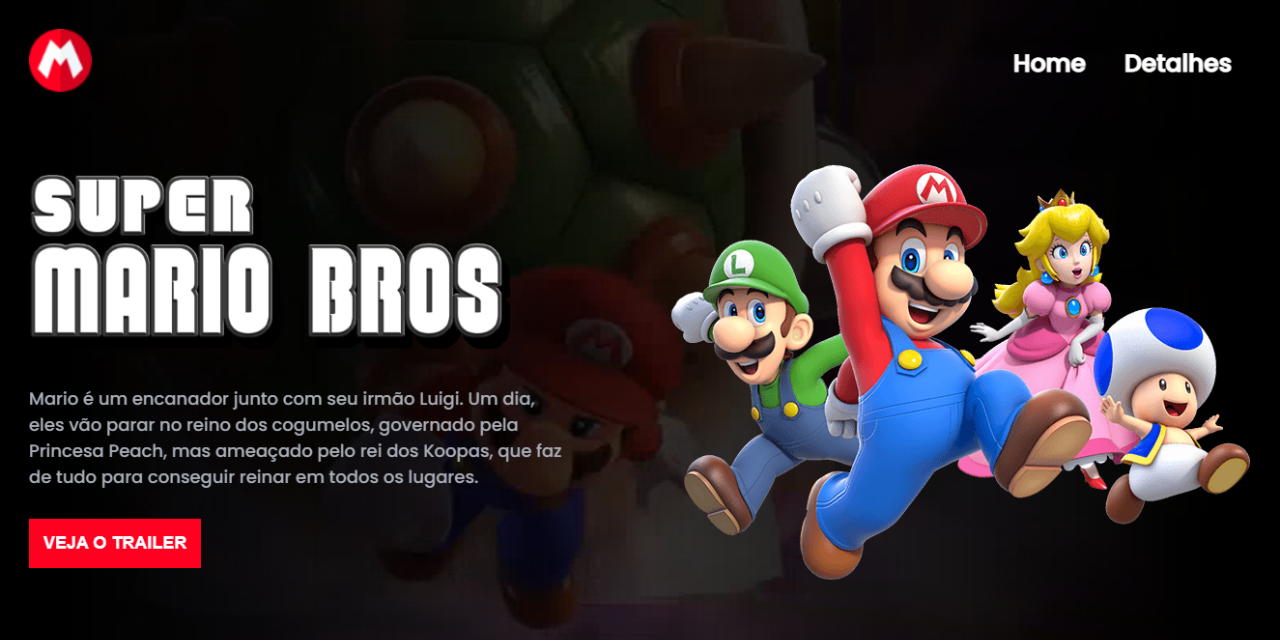 M
Home Detalhes
SUPER
MARIO BROS
L
M
Mario é um encanador junto com seu irmão Luigi. Um dia,
eles vão parar no reino dos cogumelos, governado pela
Princesa Peach, mas ameaçado pelo rei dos Koopas, que faz
de tudo para conseguir reinar em todos os lugares.
VEJA O TRAILER